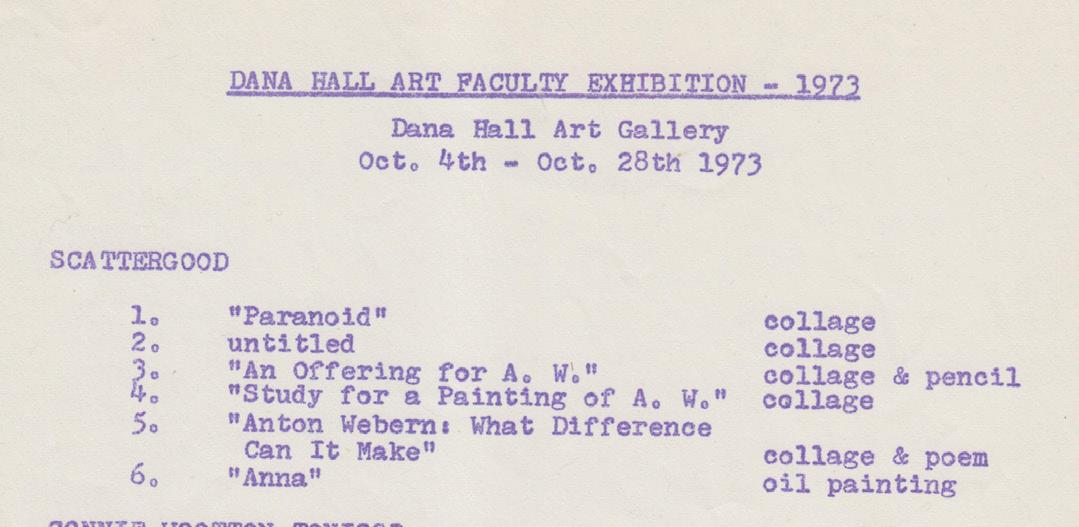 DANA HALL ART FACULTY EXHIBITION - 1973
Dana Hall Art Gallery
Oct. 4th - Oct. 28th 1973
SCATTERGOOD
1. "Paranoid" collage
2. untitled collage
3. "An Offering for A. W." collage & pencil
4. "Study for a Painting of A. W." collage
5. "Anton Webern: What Difference
Can It Make" collage & poem
6. "Anna" oil painting